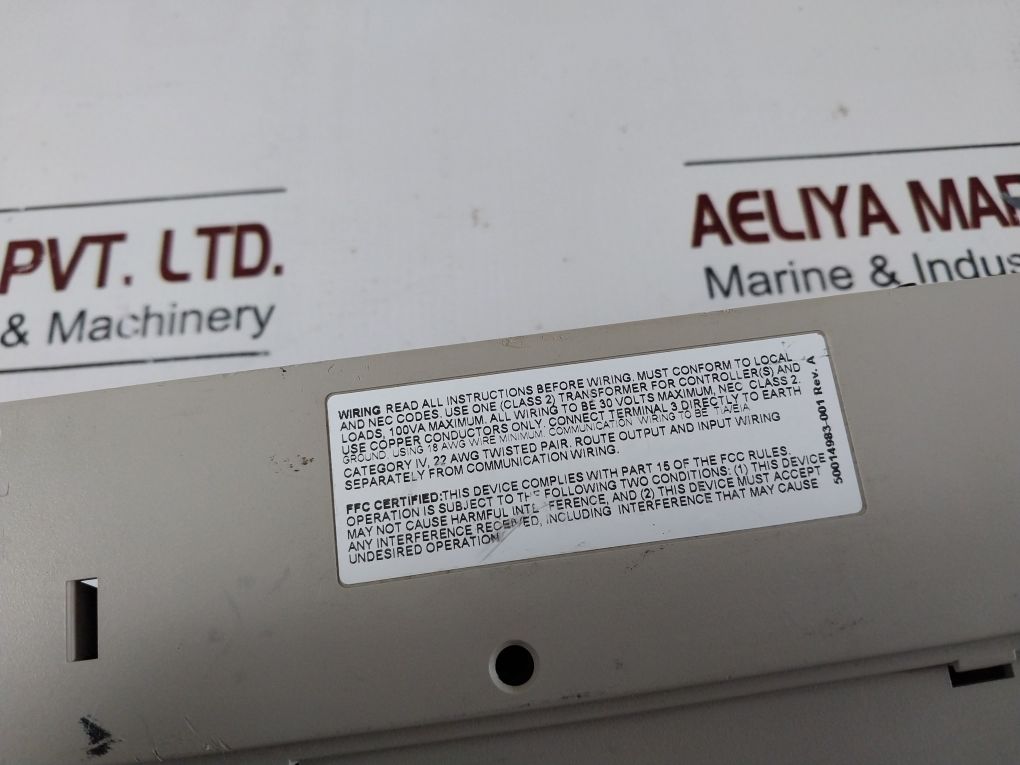 PVT. LTD.
& Machinery
AELIYA MAR
Marine & Indus
WIRING READ ALL INSTRUCTIONS BEFORE WIRING. MUST CONFORM TO LOCAL
AND NEC CODES. USE ONE (CLASS 2) TRANSFORMER FOR CONTROLLER(S) AND
LOADS, 100VA MAXIMUM. ALL WIRING TO BE 30 VOLTS MAXIMUM, NEC CLASS 2.
USE COPPER CONDUCTORS ONLY. CONNECT TERMINAL 3 DIRECTLY TO EARTH
GROUND, USING 18 AWG WIRE MINIMUM. COMMUNICATION WIRING TO BE TIA/EIA
CATEGORY IV, 22 AWG TWISTED PAIR. ROUTE OUTPUT AND INPUT WIRING
SEPARATELY FROM COMMUNICATION WIRING.
FFC CERTIFIED:THIS DEVICE COMPLIES WITH PART 15 OF THE FCC RULES.
OPERATION IS SUBJECT TO THE FOLLOWING TWO CONDITIONS: (1) THIS DEVICE
MAY NOT CAUSE HARMFUL INTERFERENCE, AND (2) THIS DEVICE MUST ACCEPT
ANY INTERFERENCE RECEIVED, INCLUDING INTERFERENCE THAT MAY CAUSE
UNDESIRED OPERATION.
50014983-001 Rev. A